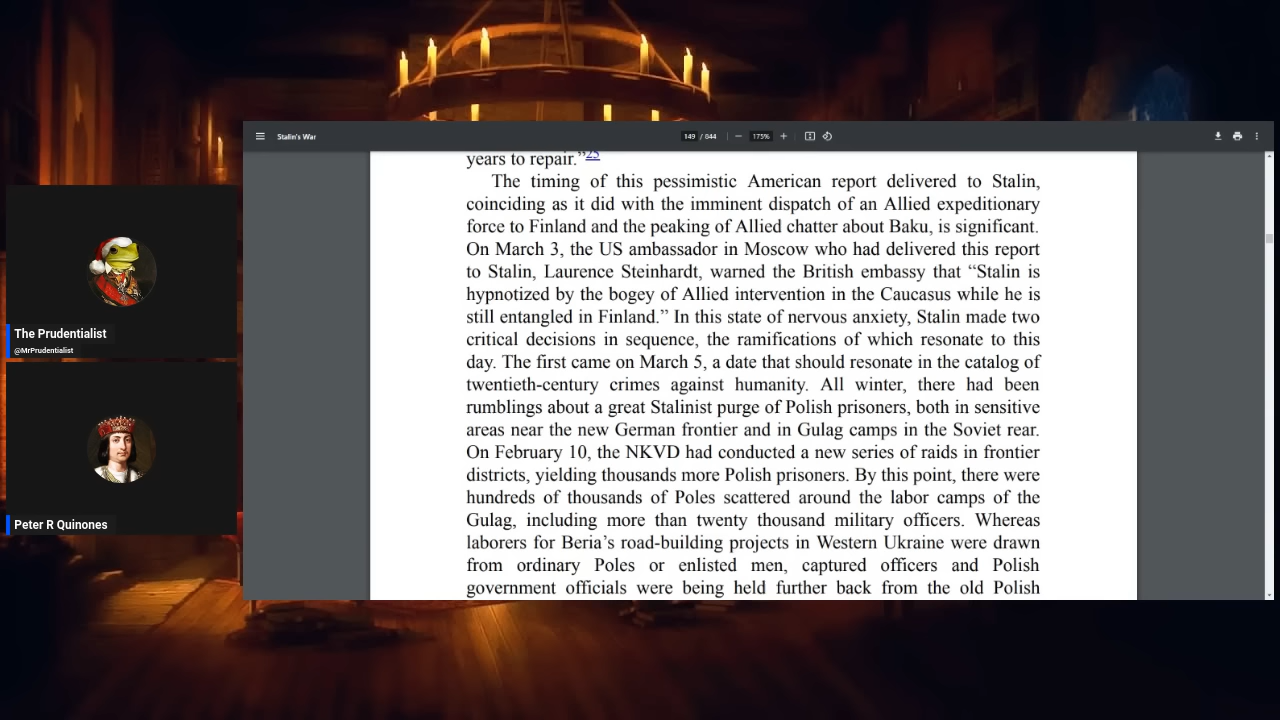 Stalin's War
149 / 844
175%
years to repair.”25
The timing of this pessimistic American report delivered to Stalin,
coinciding as it did with the imminent dispatch of an Allied expeditionary
force to Finland and the peaking of Allied chatter about Baku, is significant.
On March 3, the US ambassador in Moscow who had delivered this report
to Stalin, Laurence Steinhardt, warned the British embassy that “Stalin is
hypnotized by the bogey of Allied intervention in the Caucasus while he is
still entangled in Finland.” In this state of nervous anxiety, Stalin made two
critical decisions in sequence, the ramifications of which resonate to this
day. The first came on March 5, a date that should resonate in the catalog of
twentieth-century crimes against humanity. All winter, there had been
rumblings about a great Stalinist purge of Polish prisoners, both in sensitive
areas near the new German frontier and in Gulag camps in the Soviet rear.
On February 10, the NKVD had conducted a new series of raids in frontier
districts, yielding thousands more Polish prisoners. By this point, there were
hundreds of thousands of Poles scattered around the labor camps of the
Gulag, including more than twenty thousand military officers. Whereas
laborers for Beria’s road-building projects in Western Ukraine were drawn
from ordinary Poles or enlisted men, captured officers and Polish
government officials were being held further back from the old Polish
The Prudentialist
@MrPrudentialist
Peter R Quinones